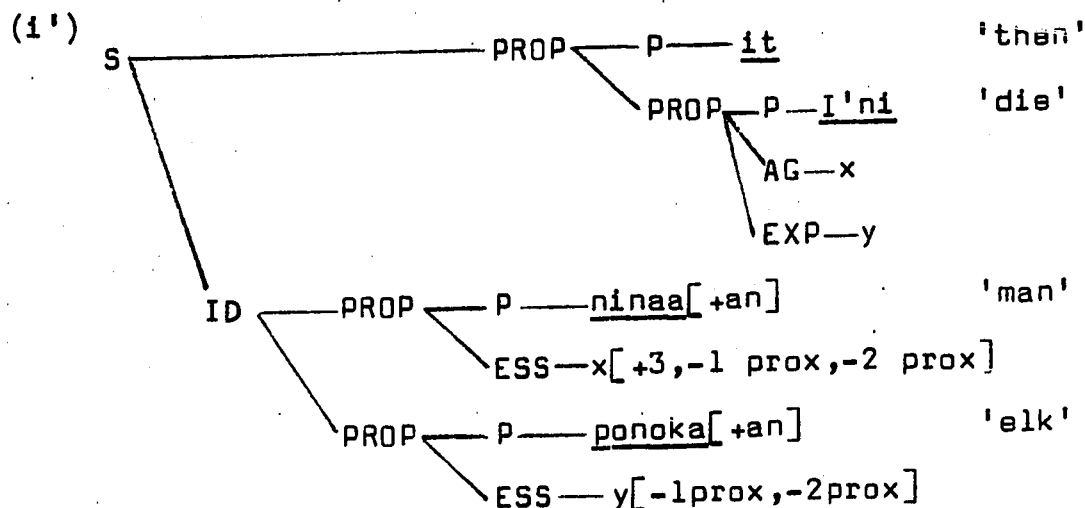 (i')
S PROP P it 'then'
PROP P I'ni 'die'
AG x
EXP y
ID PROP P ninaa[+an] 'man'
ESS x[+3,-1 prox,-2 prox]
PROP P ponoka[+an] 'elk'
ESS y[-1prox,-2prox]